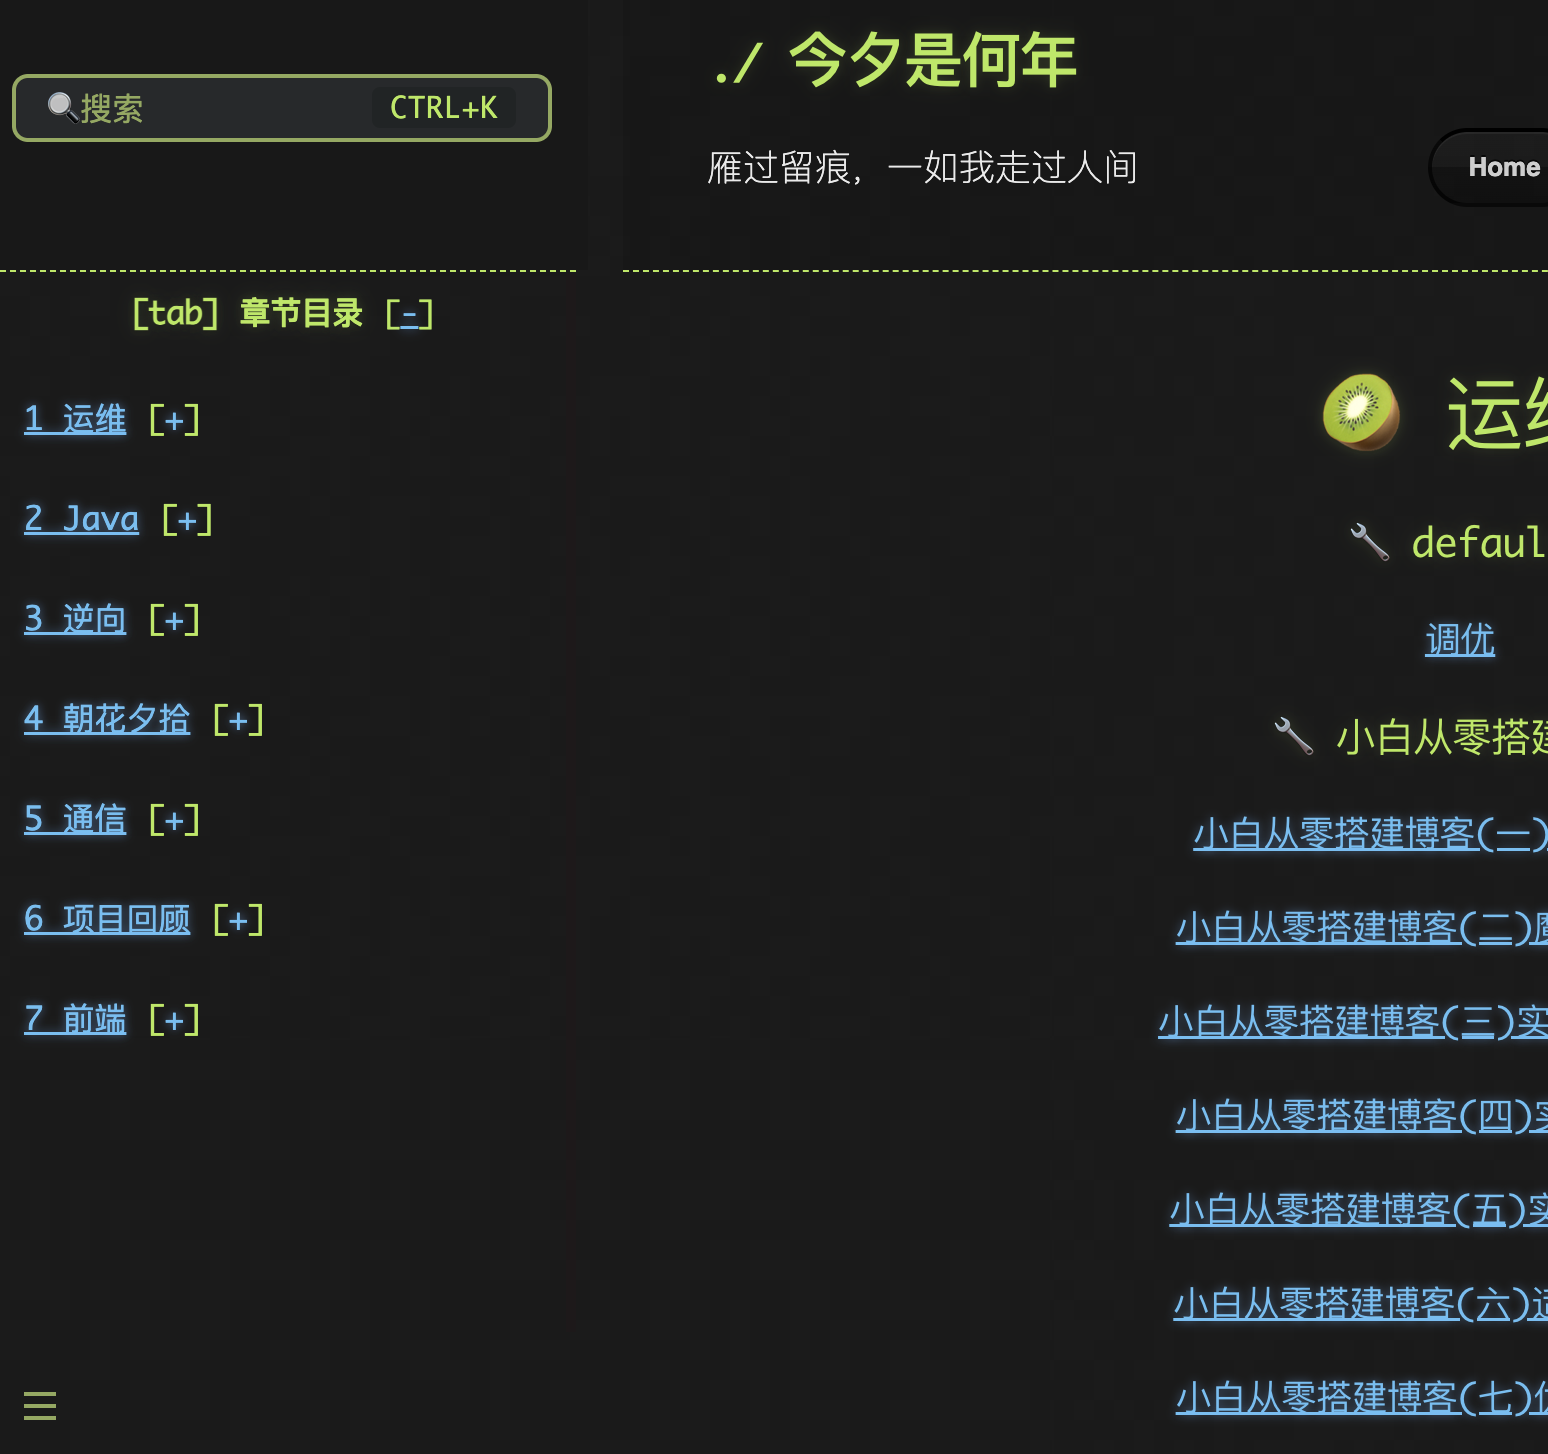 搜索 CTRL+K
./ 今夕是何年
雁过留痕，一如我走过人间
Home
[tab] 章节目录 [-]
1 运维 [+]
2 Java [+]
3 逆向 [+]
4 朝花夕拾 [+]
5 通信 [+]
6 项目回顾 [+]
7 前端 [+]
运
defaul
调优
小白从零搭建
小白从零搭建博客(一)
小白从零搭建博客(二)
小白从零搭建博客(三)实
小白从零搭建博客(四)
小白从零搭建博客(五)
小白从零搭建博客(六)
小白从零搭建博客(七)